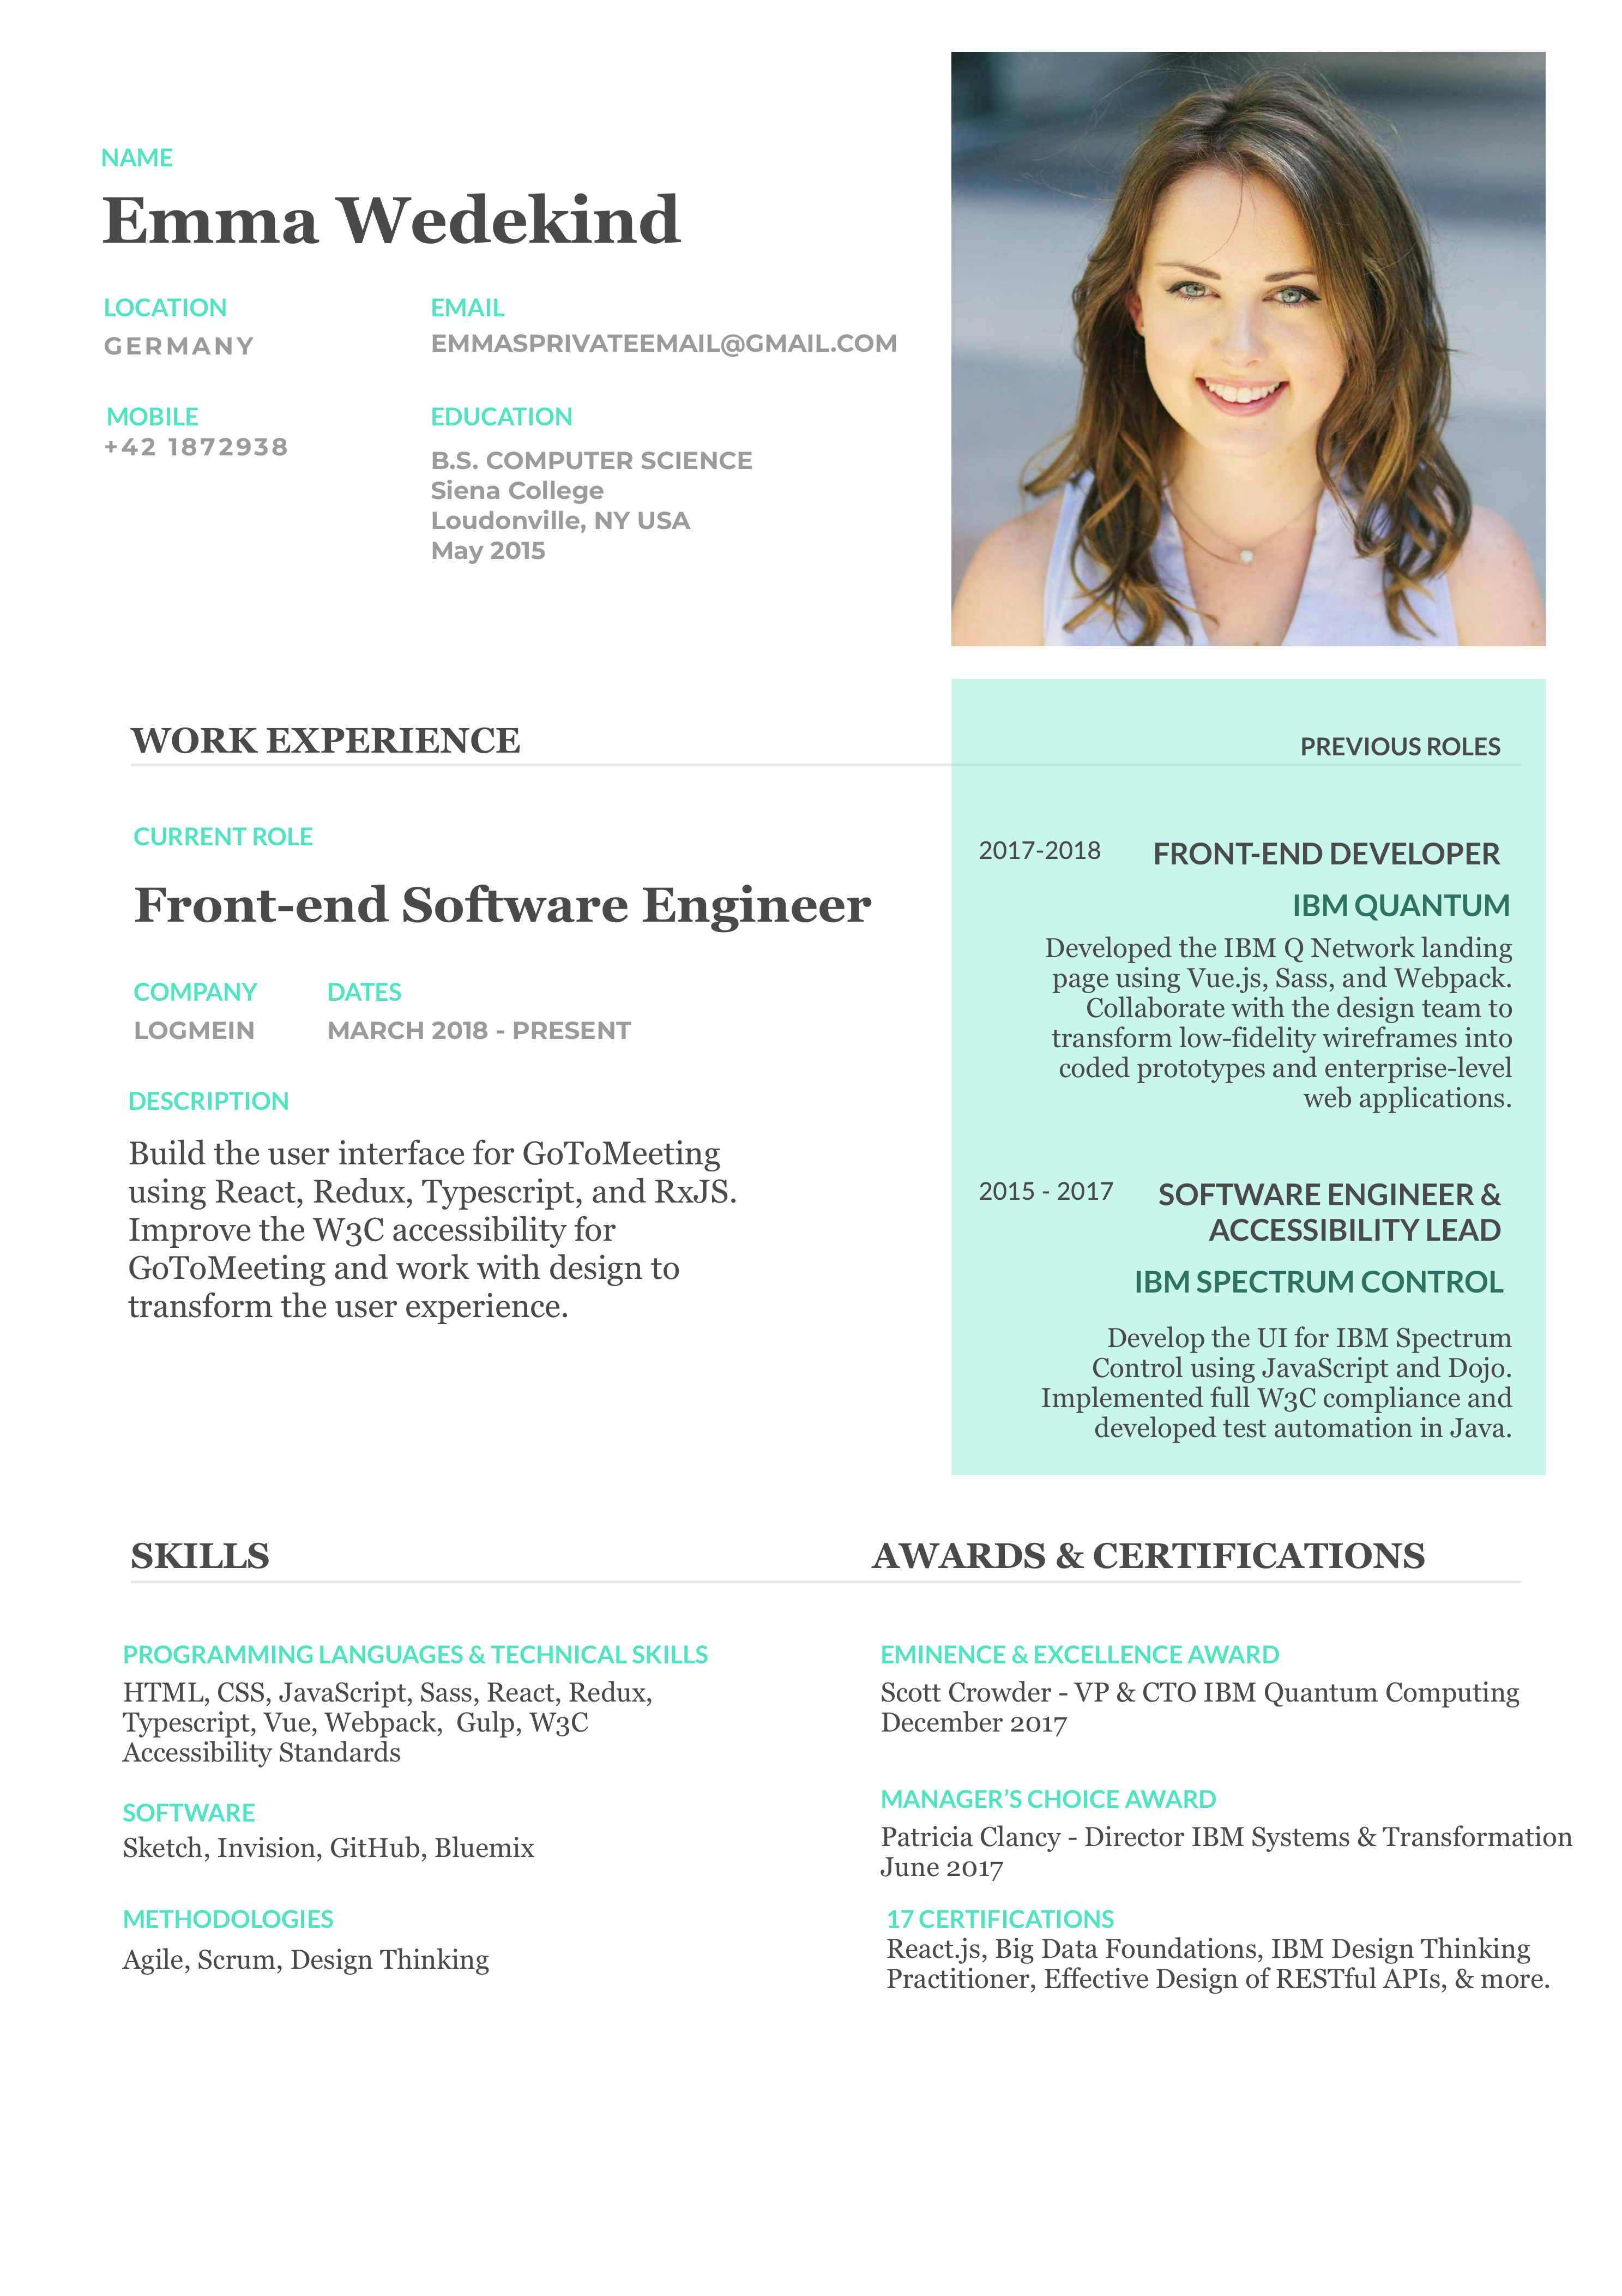 NAME
Emma Wedekind
LOCATION
GERMANY
EMAIL
EMMASPRIVATEEMAIL@GMAIL.COM
MOBILE
+42 1872938
EDUCATION
B.S. COMPUTER SCIENCE
Siena College
Loudonville, NY USA
May 2015
WORK EXPERIENCE
CURRENT ROLE
Front-end Software Engineer
COMPANY
LOGMEIN
DATES
MARCH 2018 - PRESENT
DESCRIPTION
Build the user interface for GoToMeeting
using React, Redux, Typescript, and RxJS.
Improve the W3C accessibility for
GoToMeeting and work with design to
transform the user experience.
PREVIOUS ROLES
2017-2018
FRONT-END DEVELOPER
IBM QUANTUM
Developed the IBM Q Network landing
page using Vue.js, Sass, and Webpack.
Collaborate with the design team to
transform low-fidelity wireframes into
coded prototypes and enterprise-level
web applications.
2015 - 2017
SOFTWARE ENGINEER &
ACCESSIBILITY LEAD
IBM SPECTRUM CONTROL
Develop the UI for IBM Spectrum
Control using JavaScript and Dojo.
Implemented full W3C compliance and
developed test automation in Java.
SKILLS
PROGRAMMING LANGUAGES & TECHNICAL SKILLS
HTML, CSS, JavaScript, Sass, React, Redux,
Typescript, Vue, Webpack,  Gulp, W3C
Accessibility Standards
SOFTWARE
Sketch, Invision, GitHub, Bluemix
METHODOLOGIES
Agile, Scrum, Design Thinking
AWARDS & CERTIFICATIONS
EMINENCE & EXCELLENCE AWARD
Scott Crowder - VP & CTO IBM Quantum Computing
December 2017
MANAGER’S CHOICE AWARD
Patricia Clancy - Director IBM Systems & Transformation
June 2017
17 CERTIFICATIONS
React.js, Big Data Foundations, IBM Design Thinking
Practitioner, Effective Design of RESTful APIs, & more.